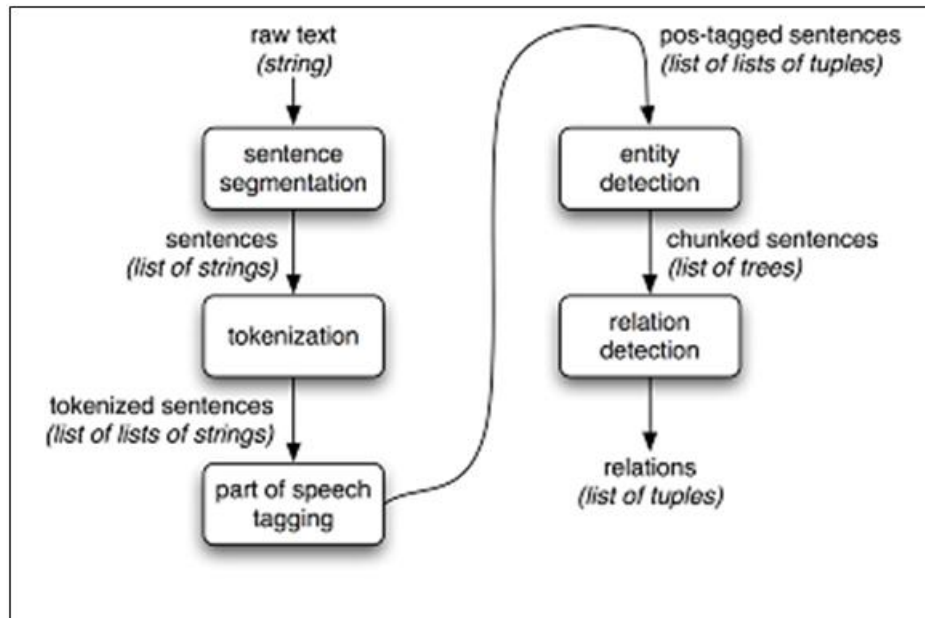 raw text
(string)
sentence
segmentation
sentences
(list of strings)
tokenization
tokenized sentences
(list of lists of strings)
part of speech
tagging
pos-tagged sentences
(list of lists of tuples)
entity
detection
chunked sentences
(list of trees)
relation
detection
relations
(list of tuples)